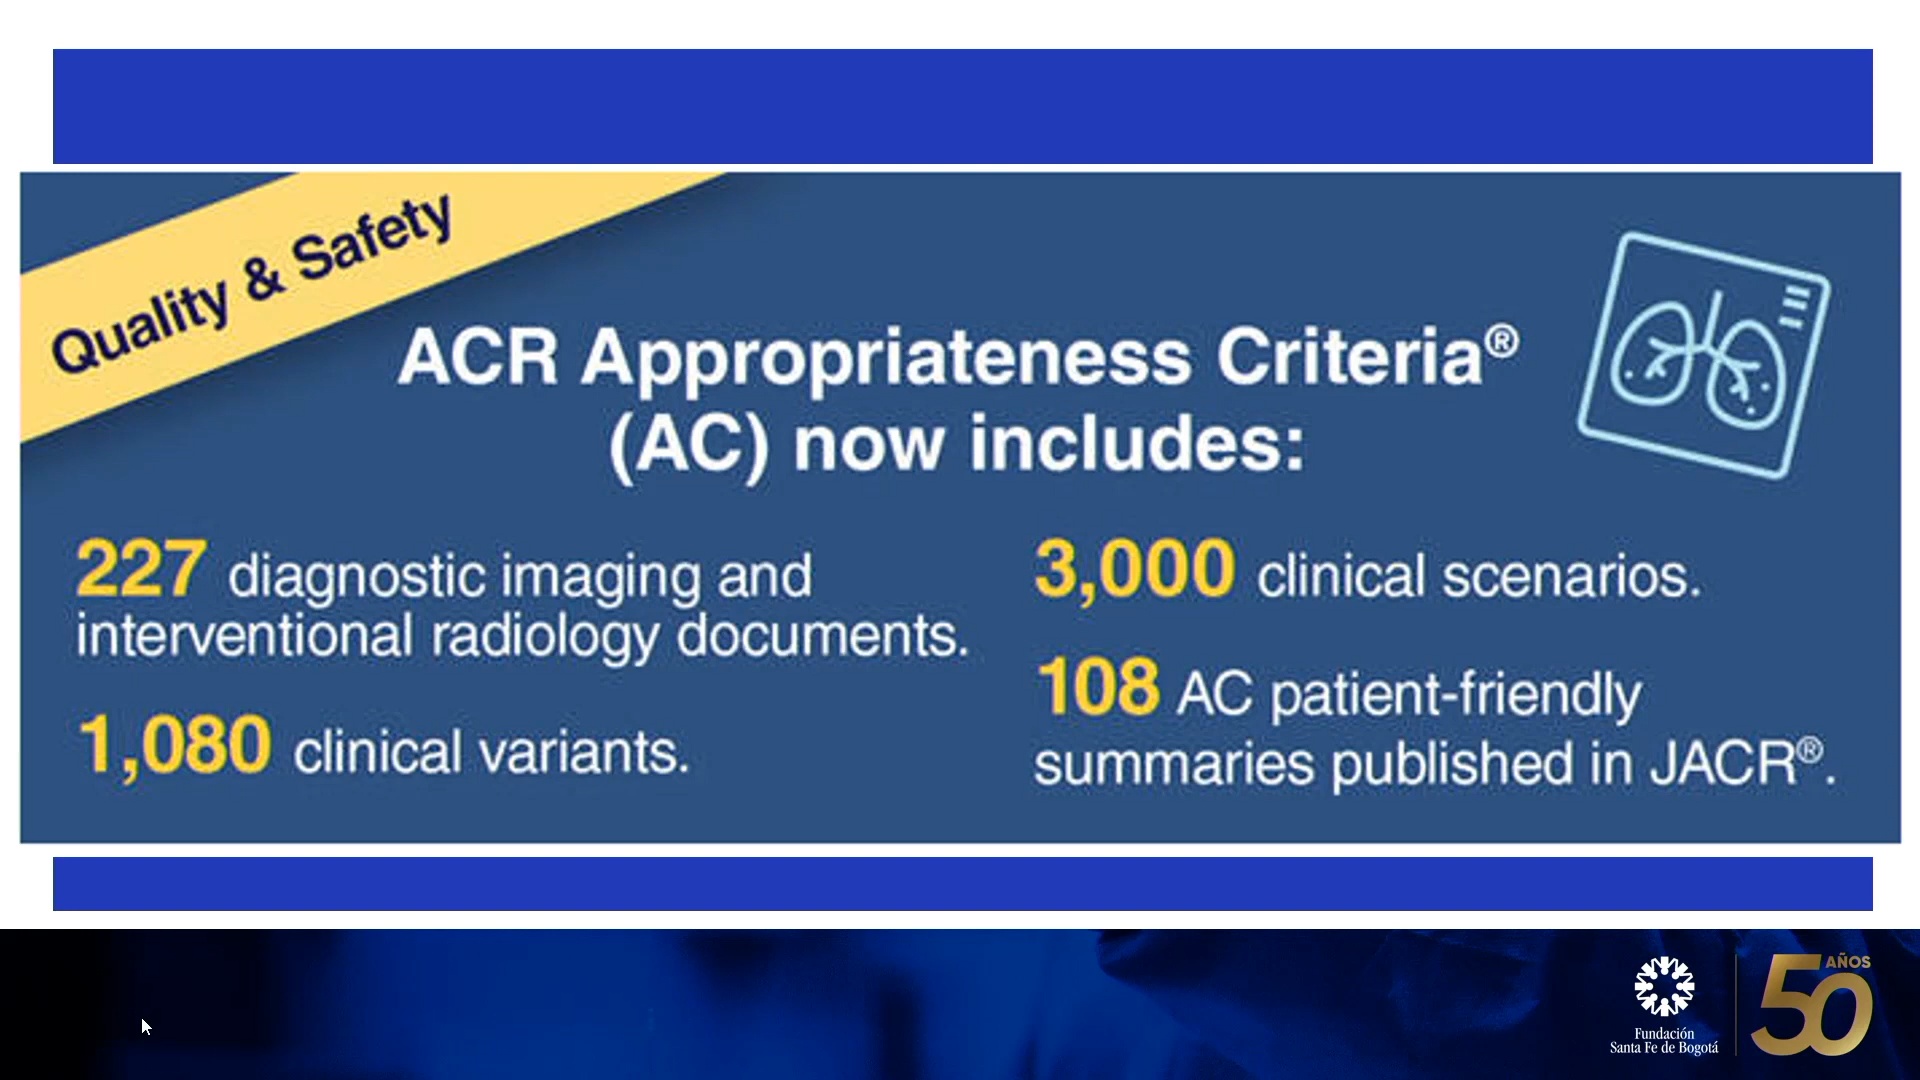 Quality & Safety
ACR Appropriateness Criteria®
(AC) now includes:
227 diagnostic imaging and
interventional radiology documents.
1,080 clinical variants.
3,000 clinical scenarios.
108 AC patient-friendly
summaries published in JACR®.
Fundación
Santa Fe de Bogotá
50 AÑOS